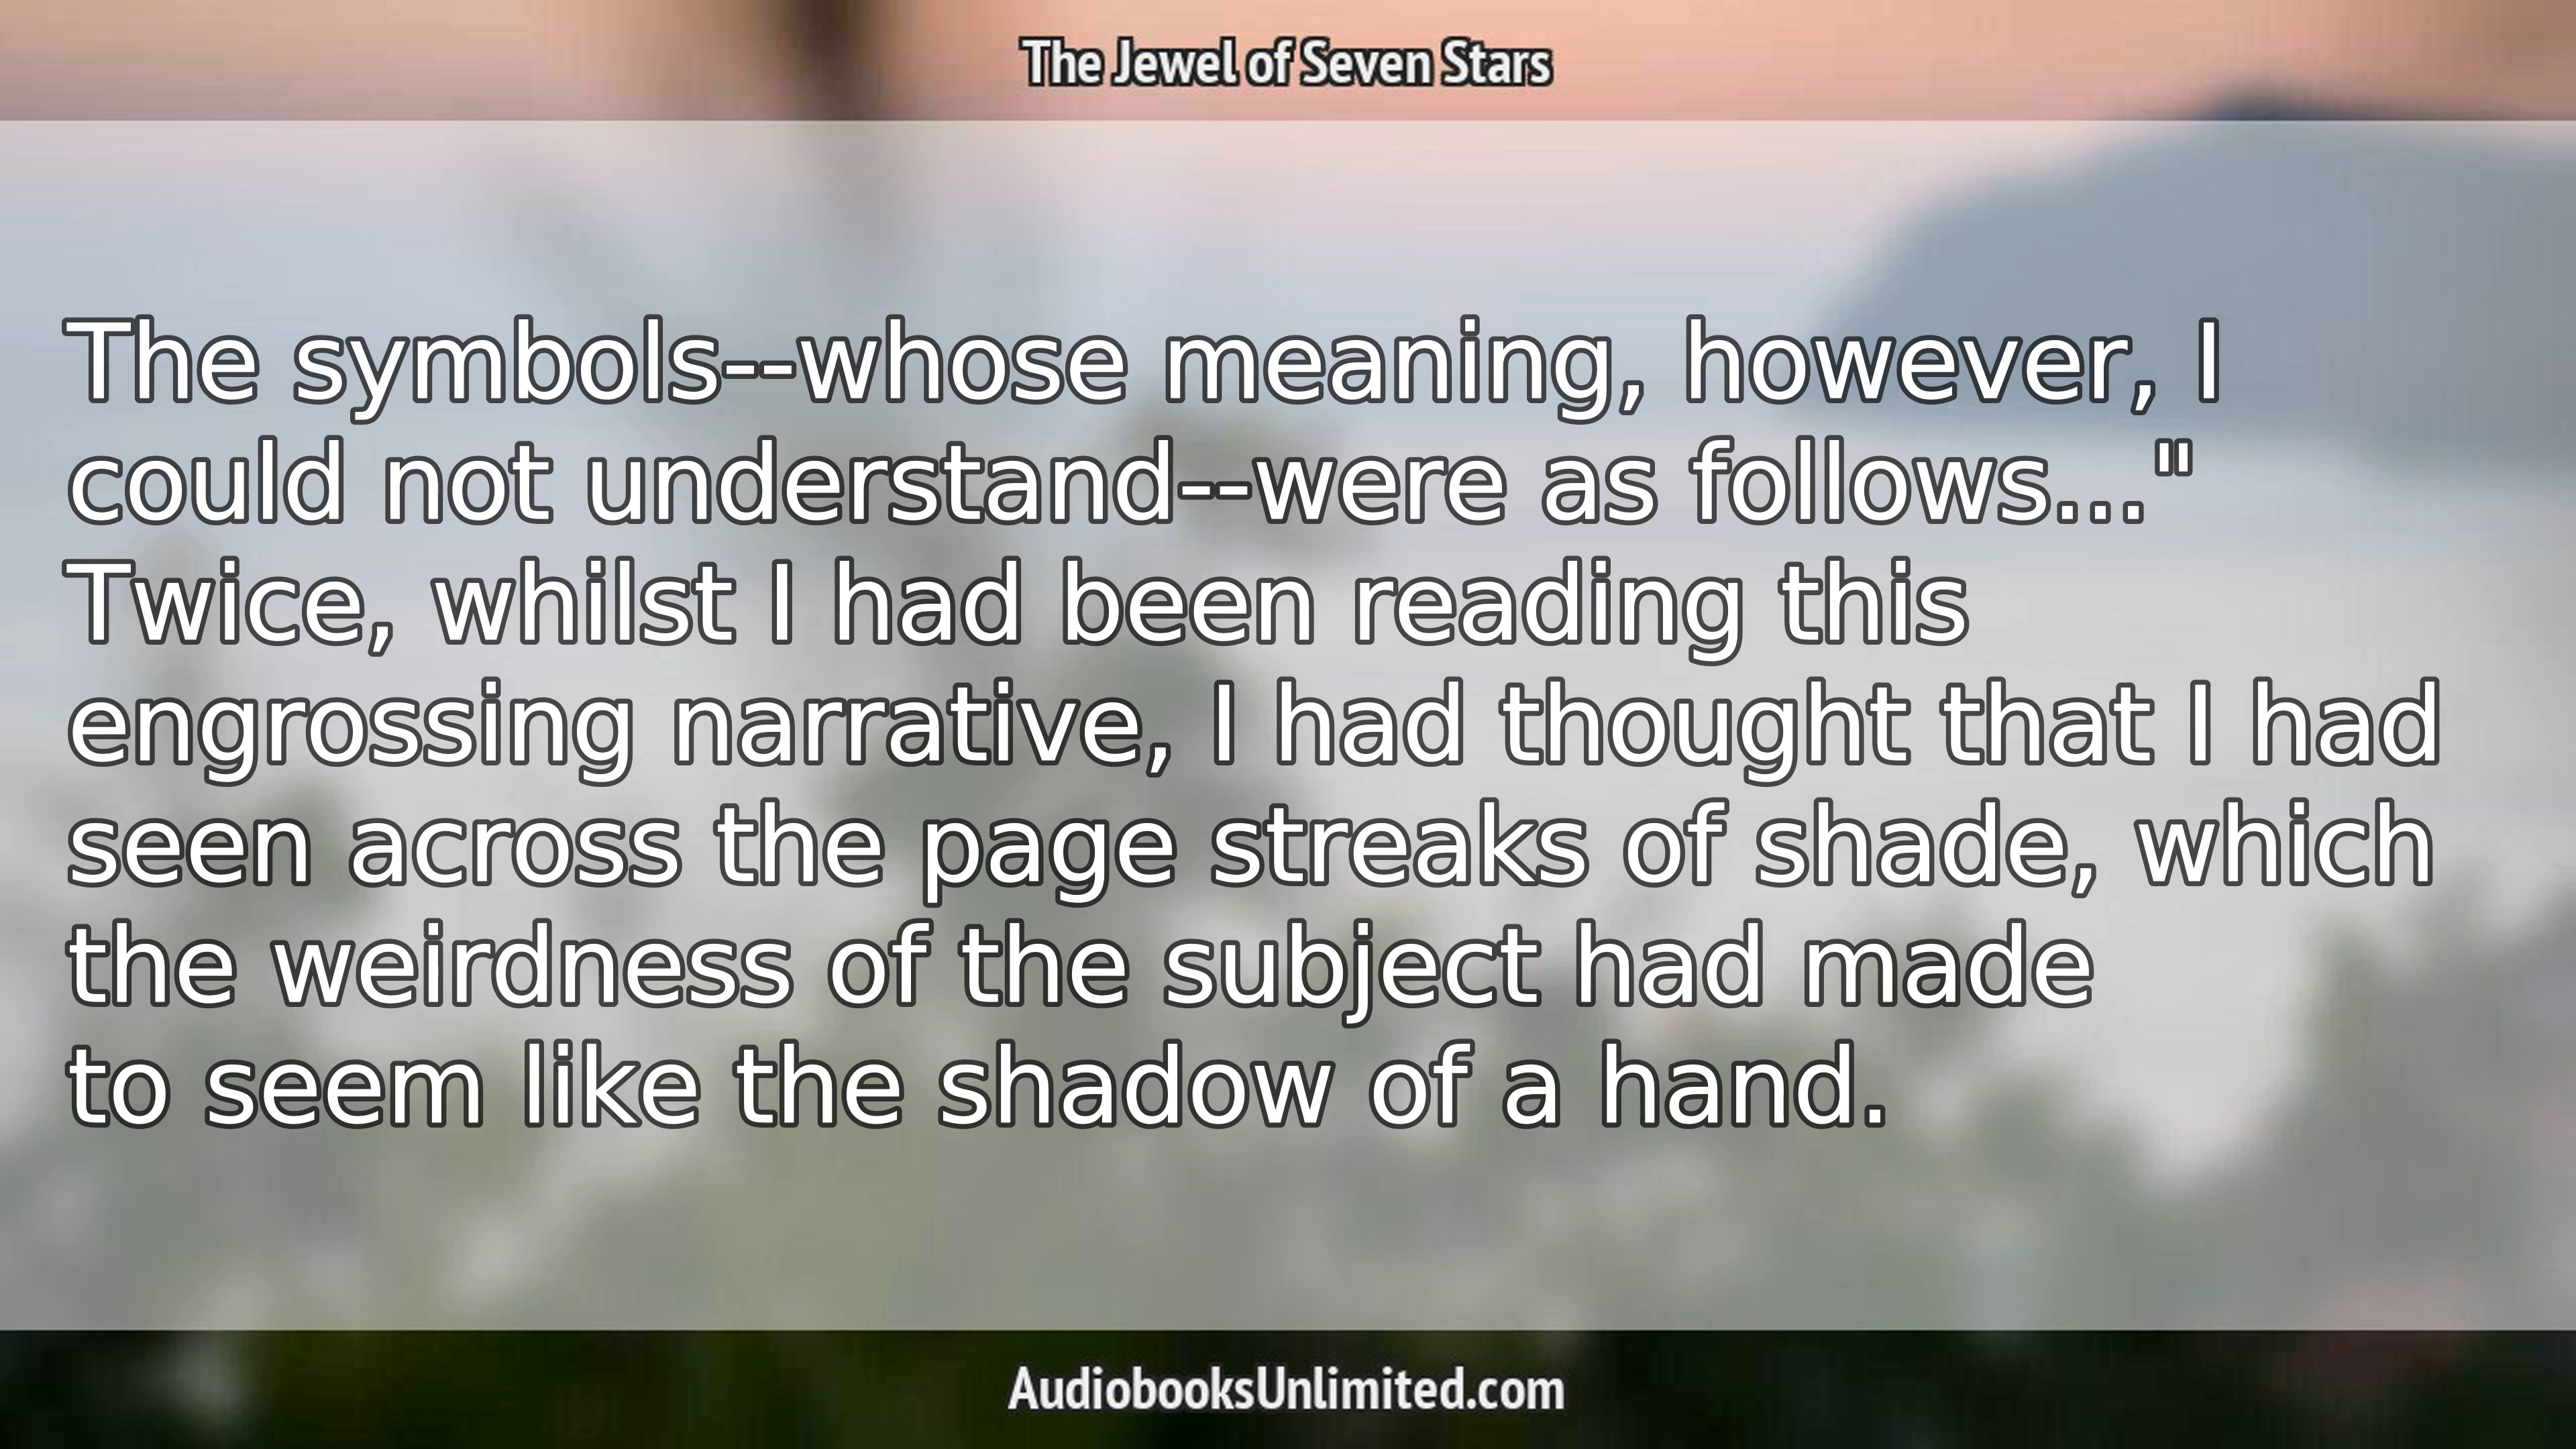 The Jewel of Seven Stars
The symbols--whose meaning, however, I
could not understand--were as follows..."
Twice, whilst I had been reading this
engrossing narrative, I had thought that I had
seen across the page streaks of shade, which
the weirdness of the subject had made
to seem like the shadow of a hand.
AudiobooksUnlimited.com